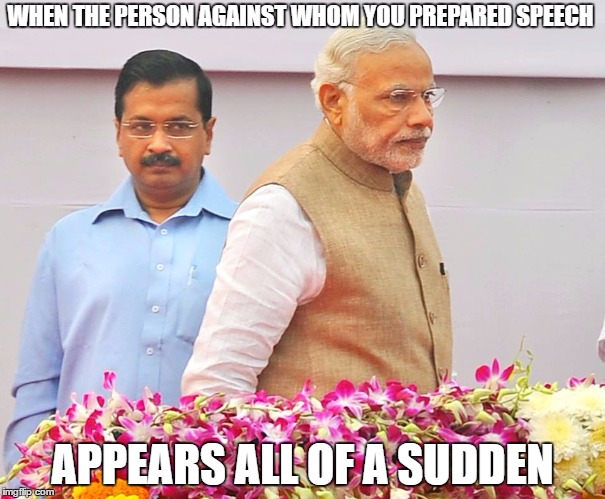 WHEN THE PERSON AGAINST WHOM YOU PREPARED SPEECH
APPEARS ALL OF A SUDDEN
imgflip.com